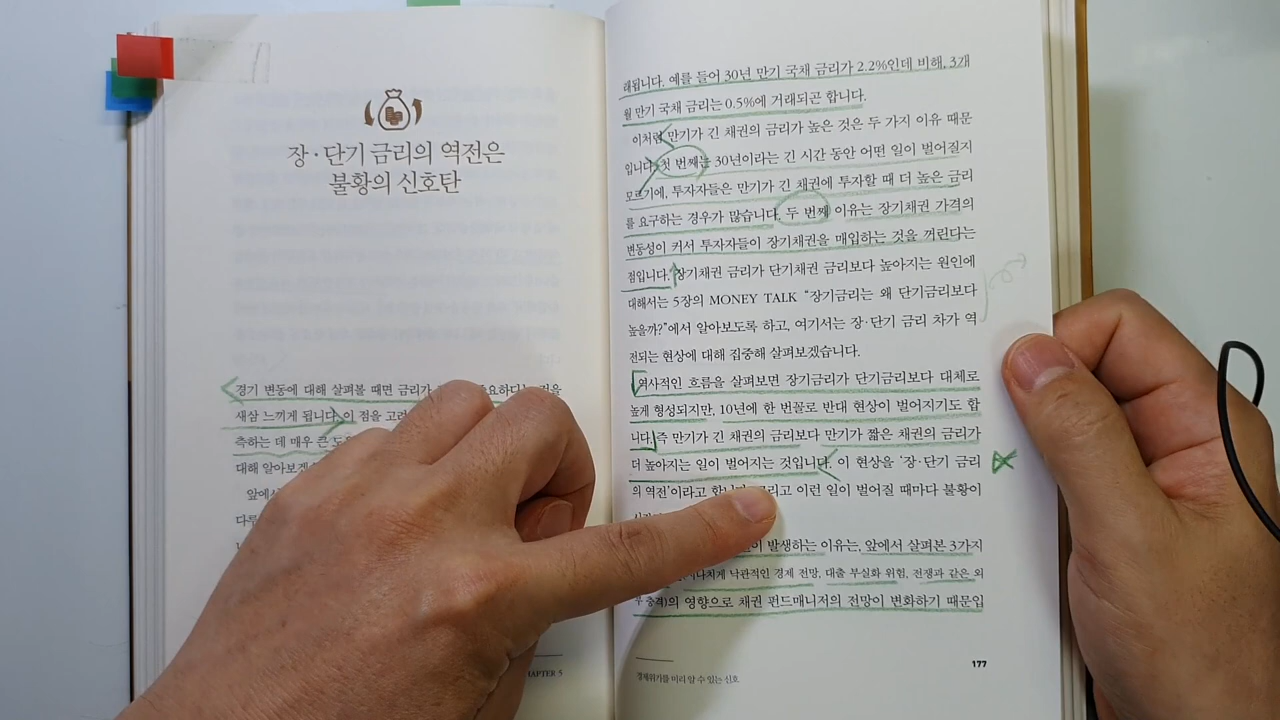 장·단기 금리의 역전은
불황의 신호탄
경기 변동에 대해 살펴볼 때면 금리가
새삼 느끼게 됩니다. 이 점을
측하는 데 매우 큰
대해
앞에서
CHAPTER 5
래됩니다. 예를 들어 30년 만기 국채 금리가 2.2%인데 비해, 3개
월 만기 국채 금리는 0.5%에 거래되곤 합니다.
이처럼 만기가 긴 채권의 금리가 높은 것은 두 가지 이유 때문
입니다. 첫 번째는 30년이라는 긴 시간 동안 어떤 일이 벌어질지
모르기에, 투자자들은 만기가 긴 채권에 투자할 때 더 높은 금리
를 요구하는 경우가 많습니다. 두 번째 이유는 장기채권 가격의
변동성이 커서 투자자들이 장기채권을 매입하는 것을 꺼린다는
점입니다. 장기채권 금리가 단기채권 금리보다 높아지는 원인에
대해서는 5장의 MONEY TALK “장기금리는 왜 단기금리보다
높을까?”에서 알아보도록 하고, 여기서는 장·단기 금리 차가 역
전되는 현상에 대해 집중해 살펴보겠습니다.
역사적인 흐름을 살펴보면 장기금리가 단기금리보다 대체로
높게 형성되지만, 10년에 한 번꼴로 반대 현상이 벌어지기도 합
니다. 즉 만기가 긴 채권의 금리보다 만기가 짧은 채권의 금리가
더 높아지는 일이 벌어지는 것입니다. 이 현상을 ‘장·단기 금리
의 역전’이라고 합니다. 그리고 이런 일이 벌어질 때마다 불황이
발생하는 이유는, 앞에서 살펴본 3가지
낙관적인 경제 전망, 대출 부실화 위험, 전쟁과 같은 외
부 충격)의 영향으로 채권 펀드매니저의 전망이 변화하기 때문입
177
경제위기를 미리 알 수 있는 신호